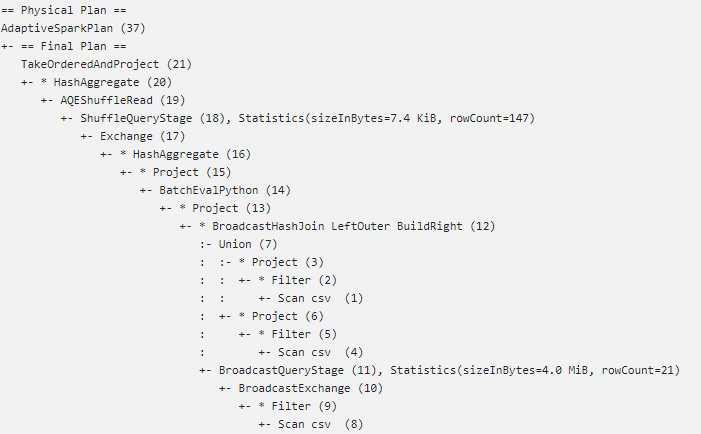 == Physical Plan ==
AdaptiveSparkPlan (37)
+- == Final Plan ==
   TakeOrderedAndProject (21)
   +- * HashAggregate (20)
      +- AQEShuffleRead (19)
         +- ShuffleQueryStage (18), Statistics(sizeInBytes=7.4 KiB, rowCount=147)
            +- Exchange (17)
               +- * HashAggregate (16)
                  +- * Project (15)
                     +- BatchEvalPython (14)
                        +- * Project (13)
                           +- * BroadcastHashJoin LeftOuter BuildRight (12)
                              :- Union (7)
                              :  :- * Project (3)
                              :  :  +- * Filter (2)
                              :  :     +- Scan csv  (1)
                              :  +- * Project (6)
                              :     +- * Filter (5)
                              :        +- Scan csv  (4)
                              +- BroadcastQueryStage (11), Statistics(sizeInBytes=4.0 MiB, rowCount=21)
                                 +- BroadcastExchange (10)
                                    +- * Filter (9)
                                       +- Scan csv  (8)